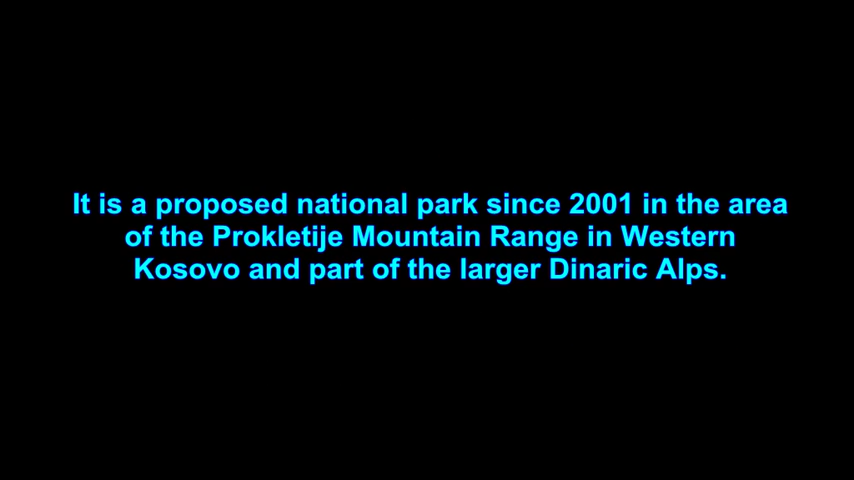 It is a proposed national park since 2001 in the area
of the Prokletije Mountain Range in Western
Kosovo and part of the larger Dinaric Alps.